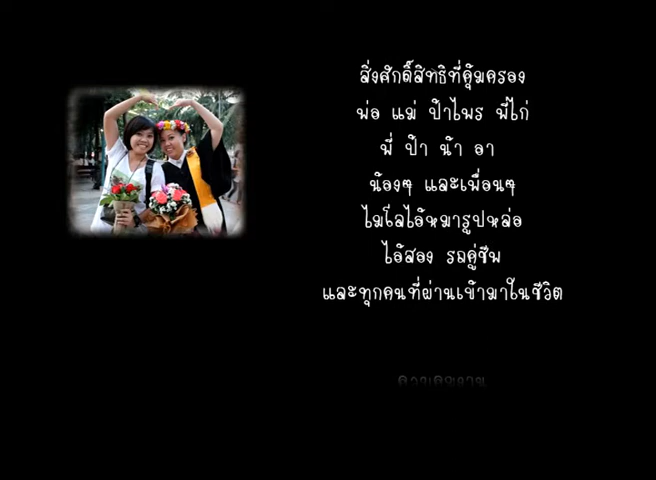 สิ่งศักดิ์สิทธิที่คุ้มครอง
พ่อ แม่ ป้าไพร พี่ไก่
พี่ ป้า น้า อา
น้องๆ และเพื่อนๆ
ไมโลไอ้หมารูปหล่อ
ไอ้สอง รถคู่ชีพ
และทุกคนที่ผ่านเข้ามาในชีวิต